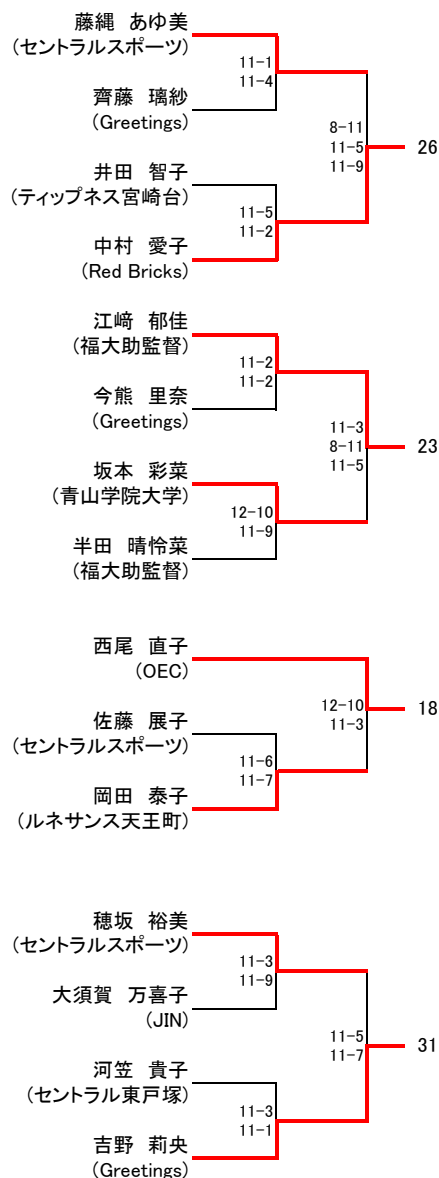 藤縄 あゆ美
(セントラルスポーツ)
11-1
11-4
齊藤 璃紗
(Greetings)
8-11
11-5
11-9
26
井田 智子
(ティップネス宮崎台)
11-5
11-2
中村 愛子
(Red Bricks)
江﨑 郁佳
(福大助監督)
11-2
11-2
今熊 里奈
(Greetings)
11-3
8-11
11-5
23
坂本 彩菜
(青山学院大学)
12-10
11-9
半田 晴怜菜
(福大助監督)
西尾 直子
(OEC)
12-10
11-3
18
佐藤 展子
(セントラルスポーツ)
11-6
11-7
岡田 泰子
(ルネサンス天王町)
穂坂 裕美
(セントラルスポーツ)
11-3
11-9
大須賀 万喜子
(JIN)
11-5
11-7
31
河笠 貴子
(セントラル東戸塚)
11-3
11-1
吉野 莉央
(Greetings)